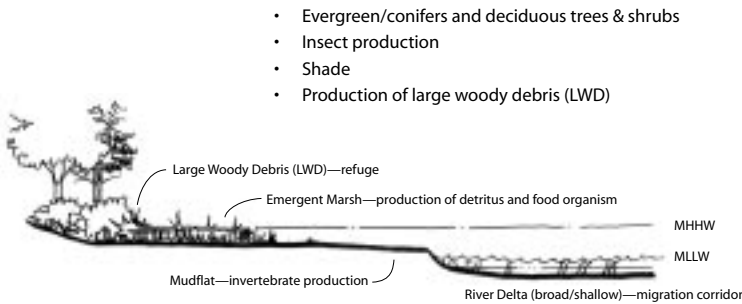 • Evergreen/conifers and deciduous trees & shrubs
• Insect production
• Shade
• Production of large woody debris (LWD)
Large Woody Debris (LWD)—refuge
Emergent Marsh—production of detritus and food organism
MHHW
MLLW
Mudflat—invertebrate production
River Delta (broad/shallow)—migration corridor